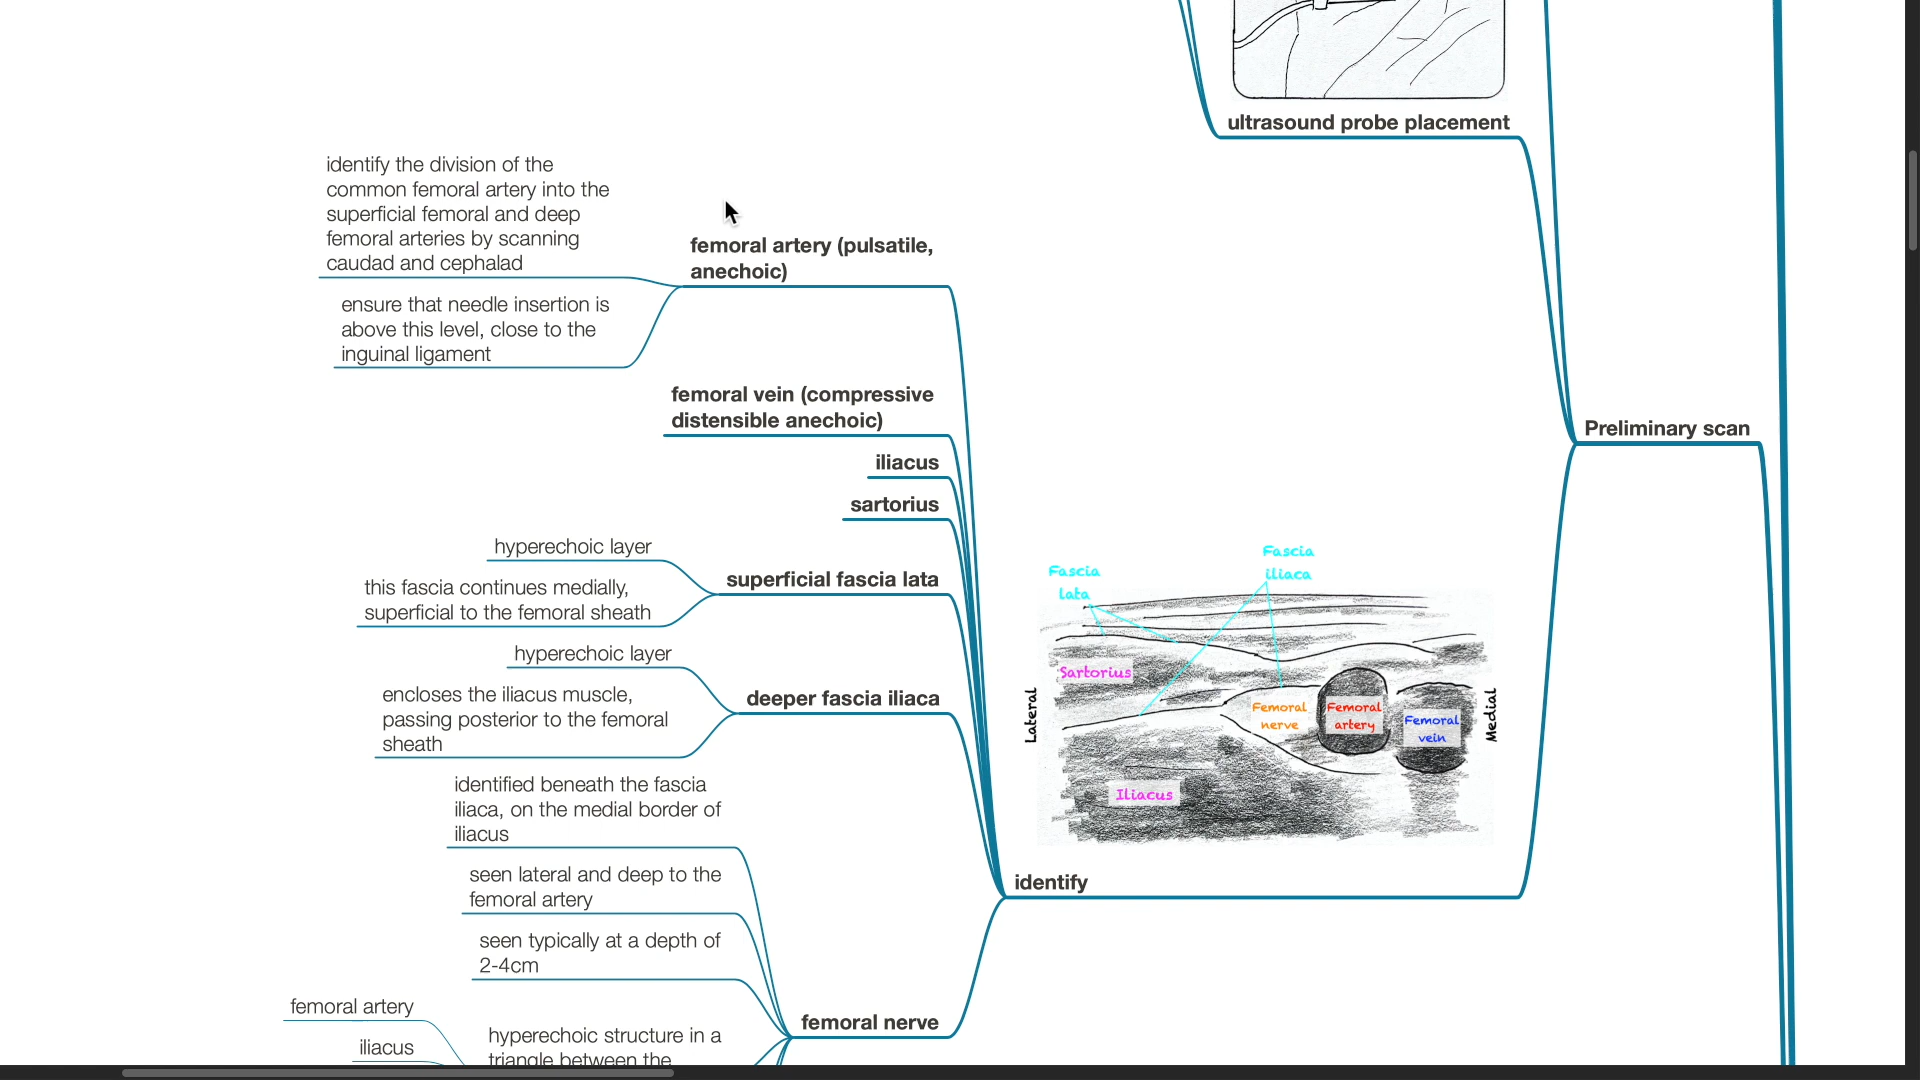 ultrasound probe placement
identify the division of the
common femoral artery into the
superficial femoral and deep
femoral arteries by scanning
caudad and cephalad
femoral artery (pulsatile,
anechoic)
ensure that needle insertion is
above this level, close to the
inguinal ligament
femoral vein (compressive
distensible anechoic)
Preliminary scan
iliacus
sartorius
hyperechoic layer
superficial fascia lata
this fascia continues medially,
superficial to the femoral sheath
hyperechoic layer
deeper fascia iliaca
encloses the iliacus muscle,
passing posterior to the femoral
sheath
Fascia
lata
Fascia
iliaca
Sartorius
Lateral
Femoral
nerve
Femoral
artery
Femoral
vein
Medial
Iliacus
identify
identified beneath the fascia
iliaca, on the medial border of
iliacus
seen lateral and deep to the
femoral artery
seen typically at a depth of
2-4cm
femoral nerve
femoral artery
iliacus
hyperechoic structure in a
triangle between the